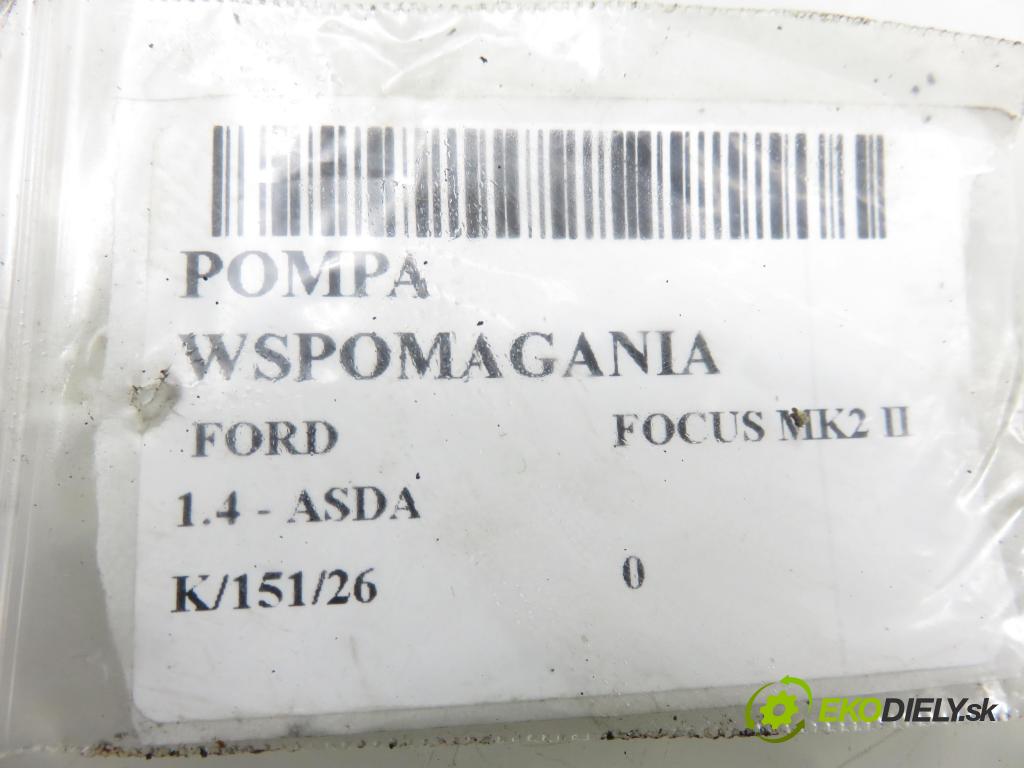 POMPA
WSPOMAGANIA
FORD FOCUS MK2 II
1.4 - ASDA
K/151/26 0
EKODIELY.sk